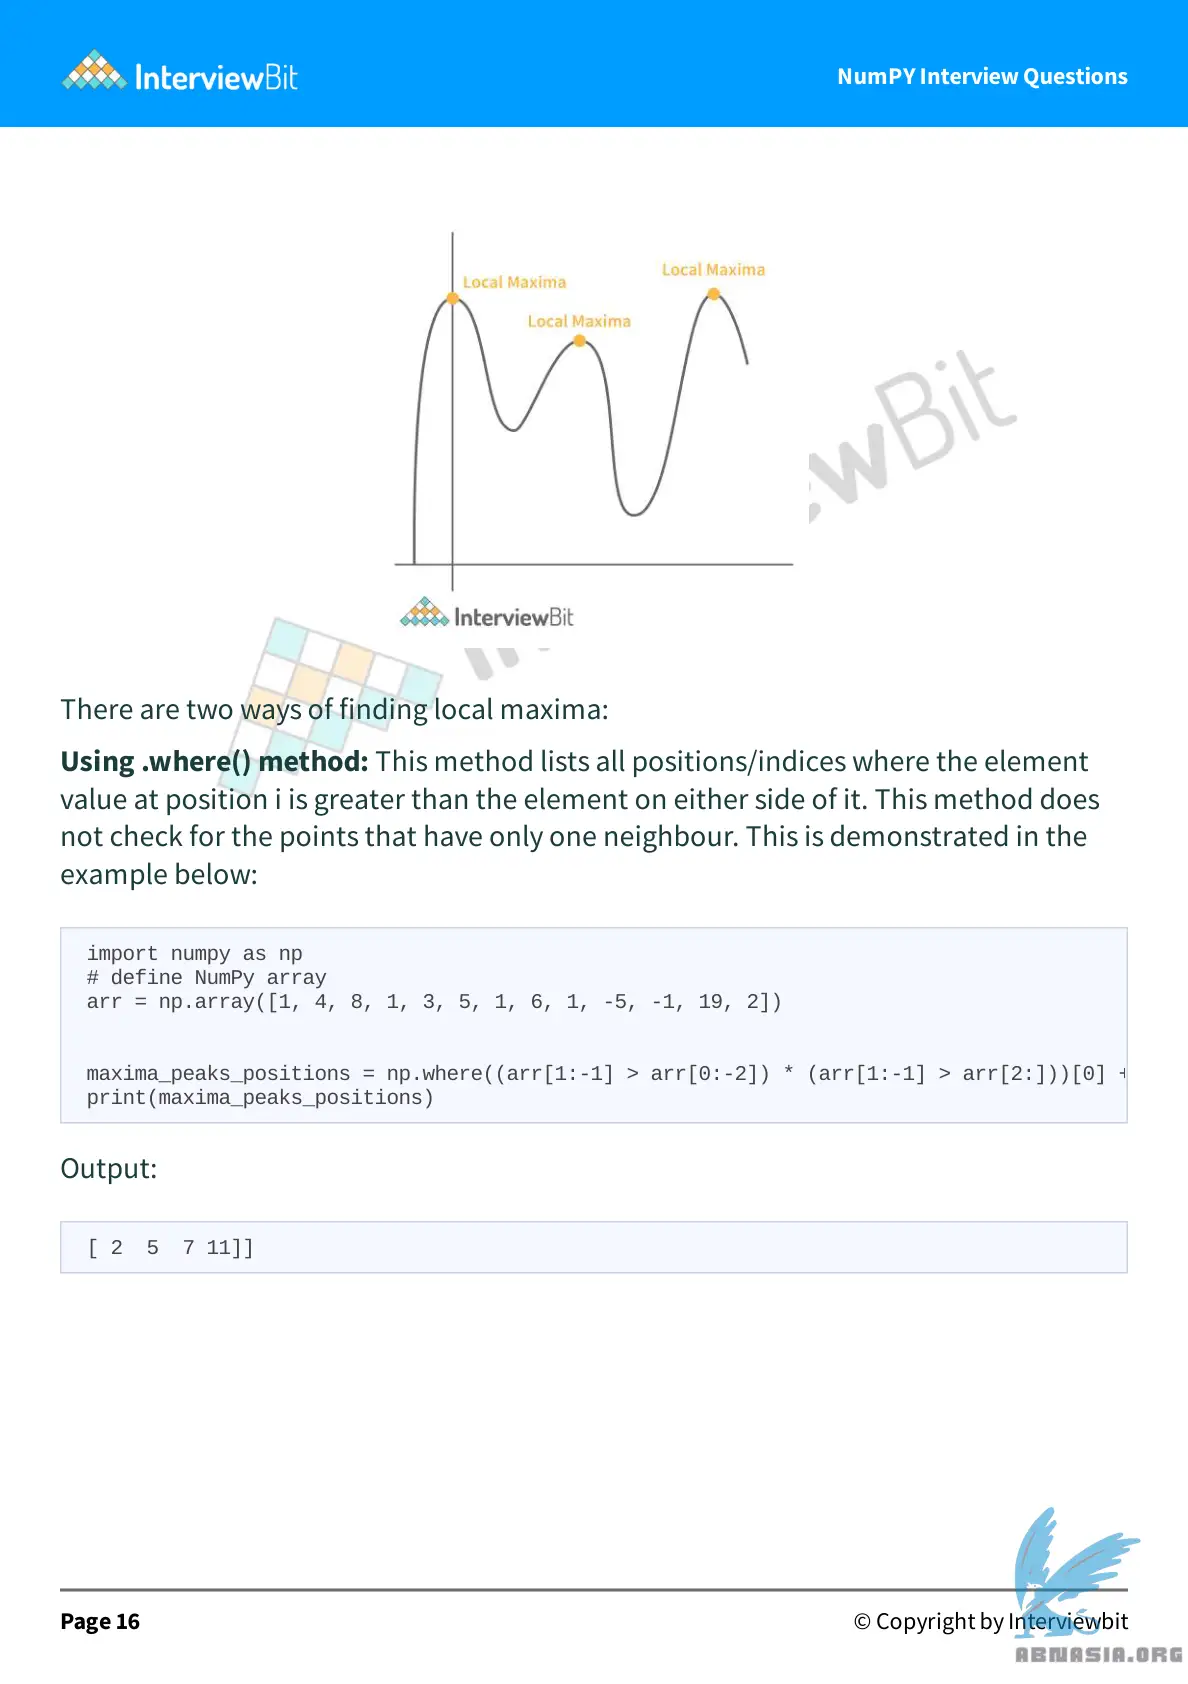 InterviewBit
NumPY Interview Questions
Local Maxima
Local Maxima
Local Maxima
ewBit
InterviewBit
There are two ways of finding local maxima:
Using .where() method: This method lists all positions/indices where the element
value at position i is greater than the element on either side of it. This method does
not check for the points that have only one neighbour. This is demonstrated in the
example below:
import numpy as np
# define NumPy array
arr = np.array([1, 4, 8, 1, 3, 5, 1, 6, 1, -5, -1, 19, 2])
maxima_peaks_positions = np.where((arr[1:-1] > arr[0:-2]) * (arr[1:-1] > arr[2:]))[0] +
print(maxima_peaks_positions)
Output:
[ 2  5  7 11]]
Page 16
© Copyright by Interviewbit
ABNASIA.ORG